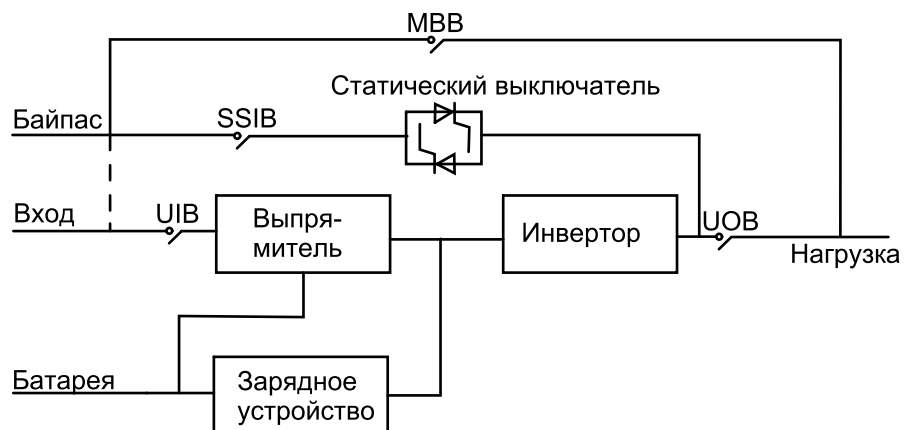 MBB
Статический выключатель
Байпас
SSIB
Вход
UIB
Выпря-
митель
Инвертор
UOB
Нагрузка
Батарея
Зарядное
устройство